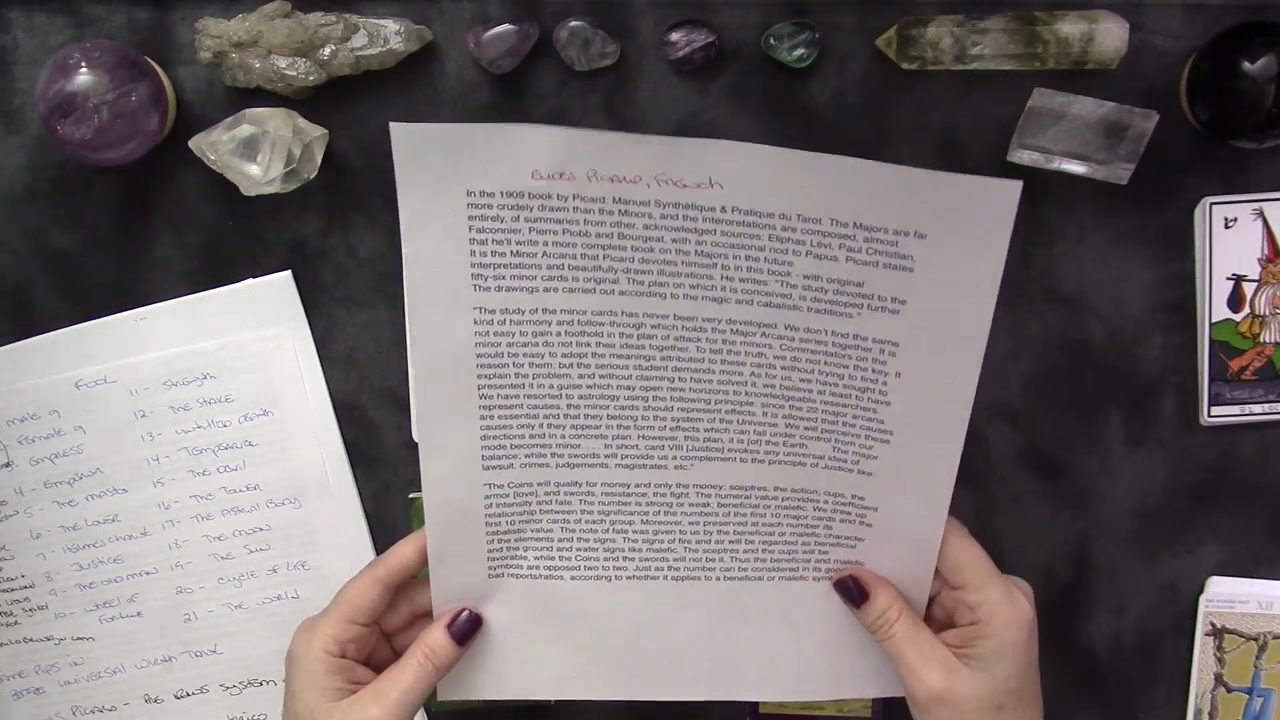 Picard, French
In the 1909 book by Picard: Manuel Synthétique & Pratique du Tarot. The Majors are far
more crudely drawn than the Minors, and the interpretations are composed, almost
entirely, of summaries from other, acknowledged sources: Eliphas Lévi, Paul Christian,
Falconnier, Pierre Piobb and Bourgeat, with an occasional nod to Papus. Picard states
that he'll write a more complete book on the Majors in the future.
It is the Minor Arcana that Picard devotes himself to in this book - with original
interpretations and beautifully-drawn illustrations. He writes: "The study devoted to the
fifty-six minor cards is original. The plan on which it is conceived, is developed further
The drawings are carried out according to the magic and cabalistic traditions."
"The study of the minor cards has never been very developed. We don't find the same
kind of harmony and follow-through which holds the Major Arcana series together. It is
not easy to gain a foothold in the plan of attack for the minors. Commentators on the
minor arcana do not link their ideas together. To tell the truth, we do not know the key. It
would be easy to adopt the meanings attributed to these cards without trying to find a
reason for them; but the serious student demands more. As for us, we have sought to
explain the problem, and without claiming to have solved it, we believe at least to have
presented it in a guise which may open new horizons to knowledgeable researchers.
We have resorted to astrology using the following principle: since the 22 major arcana
represent causes, the minor cards should represent effects. It is allowed that the causes
are essential and that they belong to the system of the Universe. We will perceive these
causes only if they appear in the form of effects which can fall under control from our
directions and in a concrete plan. However, this plan, it is [of] the Earth. . . . The major
mode becomes minor. . . . In short, card VIII [Justice] evokes any universal idea of
balance; while the swords will provide us a complement to the principle of Justice like:
lawsuit, crimes, judgements, magistrates, etc."
"The Coins will qualify for money and only the money; sceptres, the action; cups, the
armor [love], and swords, resistance, the fight. The numeral value provides a coefficient
of intensity and fate. The number is strong or weak; beneficial or malefic. We drew up
relationship between the significance of the numbers of the first 10 major cards and the
first 10 minor cards of each group. Moreover, we preserved at each number its
cabalistic value. The note of fate was given to us by the beneficial or malefic character
of the elements and the signs. The signs of fire and air will be regarded as beneficial
and the ground and water signs like malefic. The sceptres and the cups will be
favorable, while the Coins and the swords will not be it. Thus the beneficial and malefic
symbols are opposed two to two. Just as the number can be considered in its good
bad reports/ratios, according to whether it applies to a beneficial or malefic symb
FOOL
male 9
Female 9
Empress
4 - Emperor
5 - The master
6 - The Lover
7 - Hermes chariot
8 - Justice
9 - The old man
10 - Wheel of
Fortune
11 - Strength
12 - The Stake
13 - untitled Death
14 - Temperance
15 - The Devil
16 - The Tower
17 - The Astral Body
18 - The moon
19 - The Sun
20 - cycle of LIFE
21 - The World
Pips in
universal Wirth Tarot
Picard - the system
XII